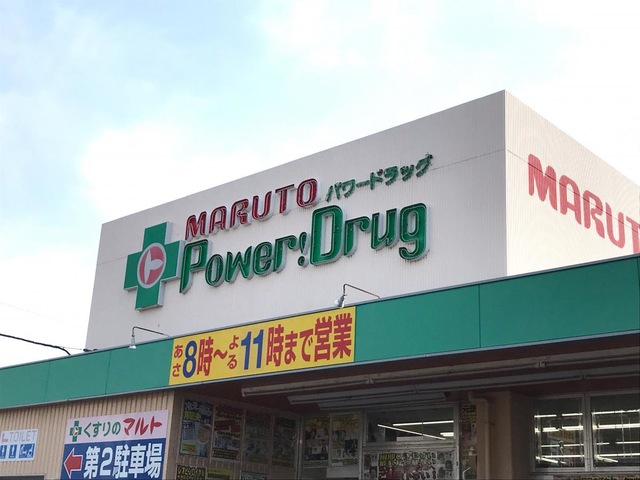 MARUTO パワードラッグ
Power! Drug
MARUT
あさ8時～よる11時まで営業
TOILET
くすりのマルト
第2駐車場